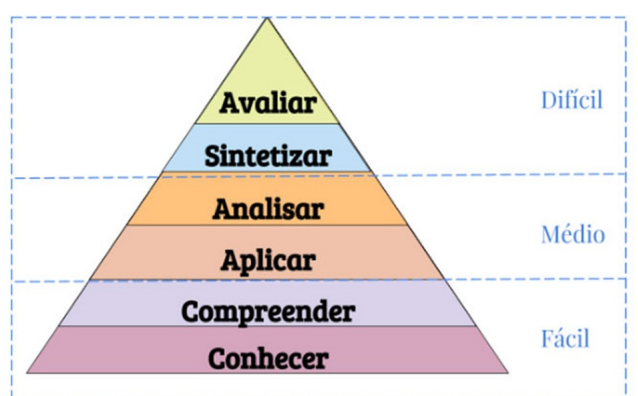 Avaliar
Difícil
Sintetizar
Analisar
Médio
Aplicar
Compreender
Fácil
Conhecer